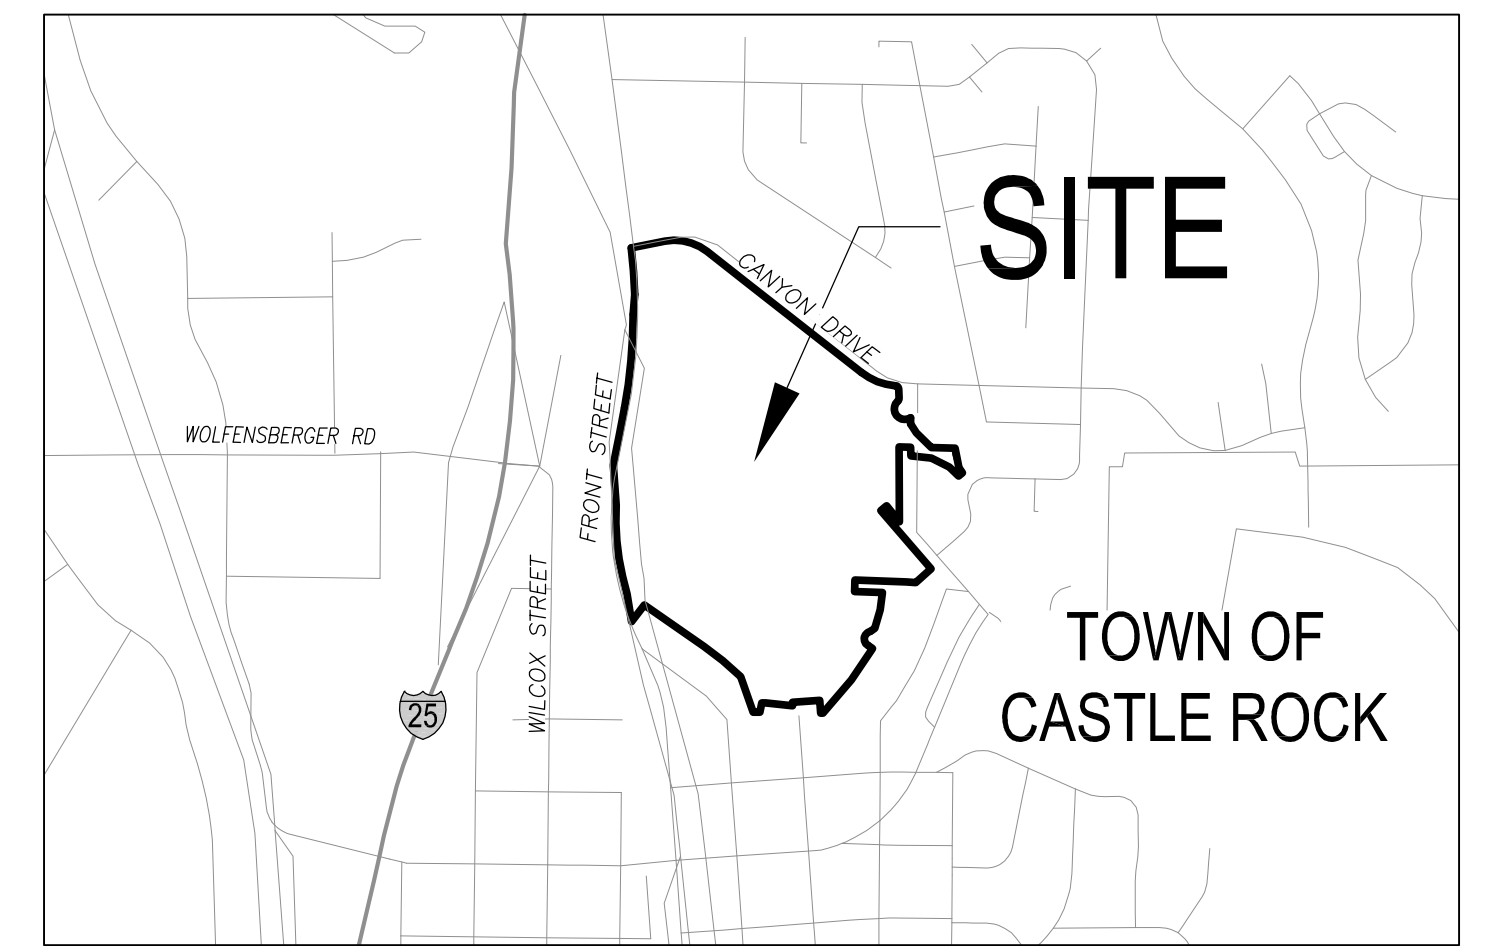 SITE
CANYON DRIVE
FRONT STREET
WOLFENSBERGER RD
WILCOX STREET
25
TOWN OF
CASTLE ROCK